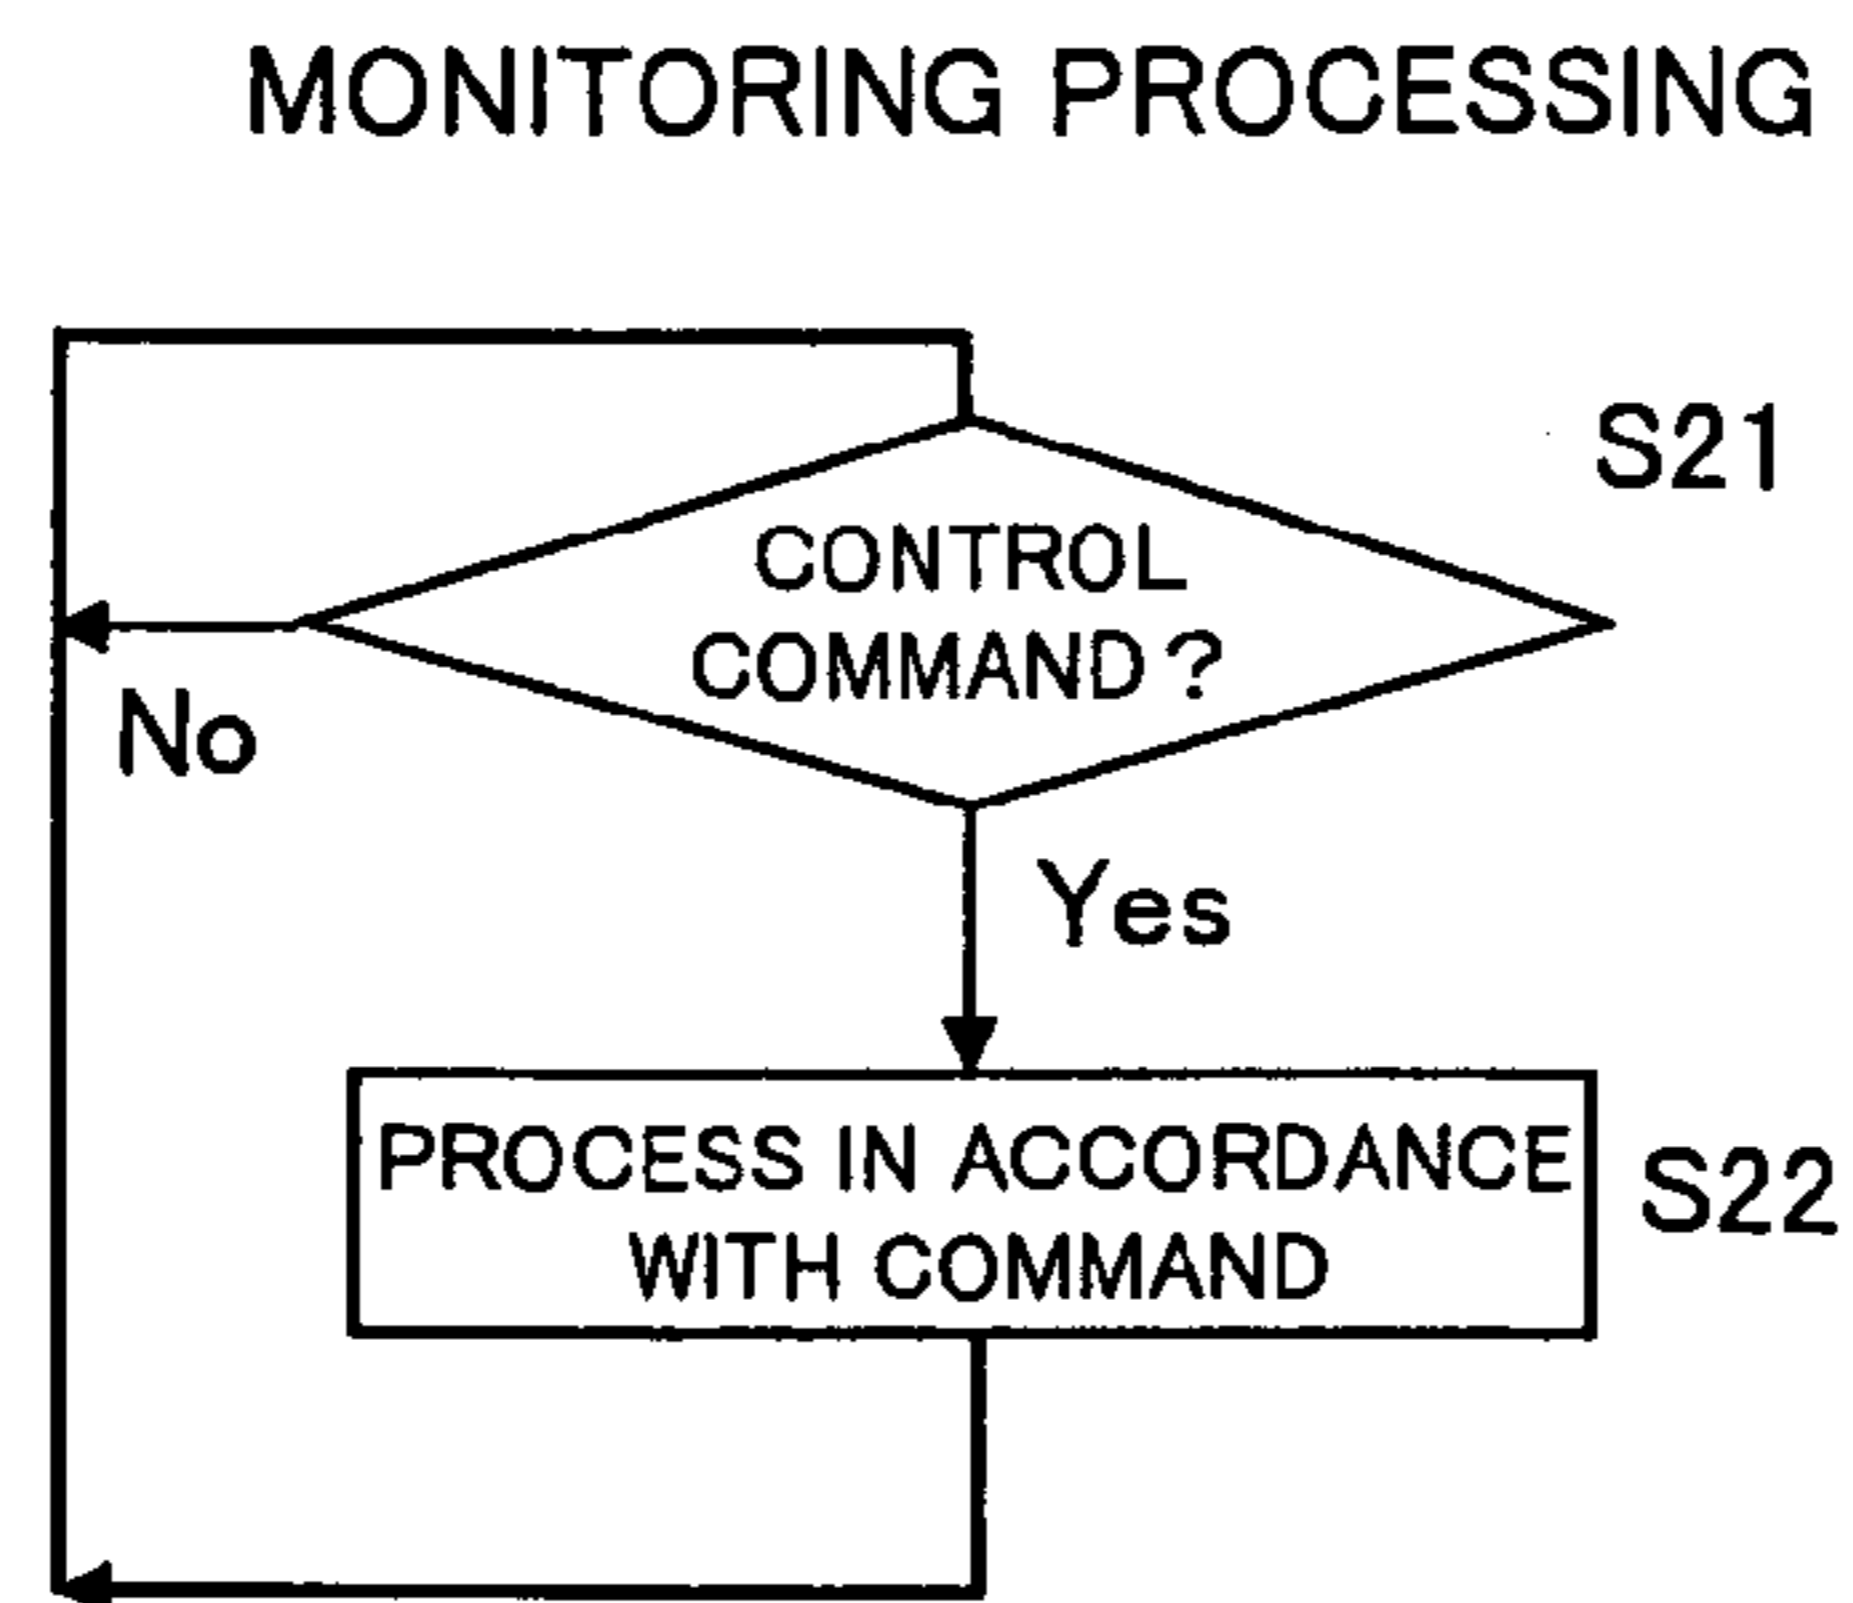 MONITORING PROCESSING
S21
CONTROL
COMMAND?
No
Yes
PROCESS IN ACCORDANCE
WITH COMMAND
S22